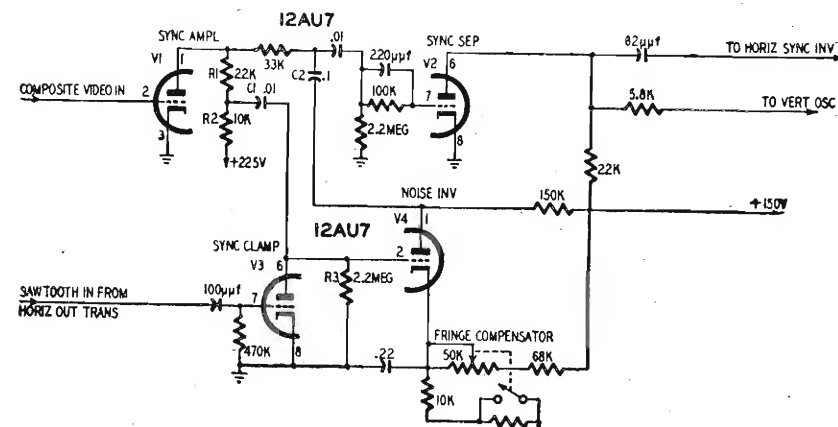 12AU7
SYNC AMPL
V1
1
2
3
COMPOSITE VIDEO IN
R1
22K
R2
10K
+225V
33K
C1 .01
C2
.1
.01
220μμf
100K
2.2MEG
SYNC SEP
V2
6
7
8
82μμf
TO HORIZ SYNC INV
5.8K
TO VERT OSC
22K
NOISE INV
V4
1
2
150K
+150V
12AU7
SYNC CLAMP
V3
6
7
8
R3
2.2MEG
SAWTOOTH IN FROM
HORIZ OUT TRANS
100μμf
470K
.22
FRINGE COMPENSATOR
50K
68K
10K